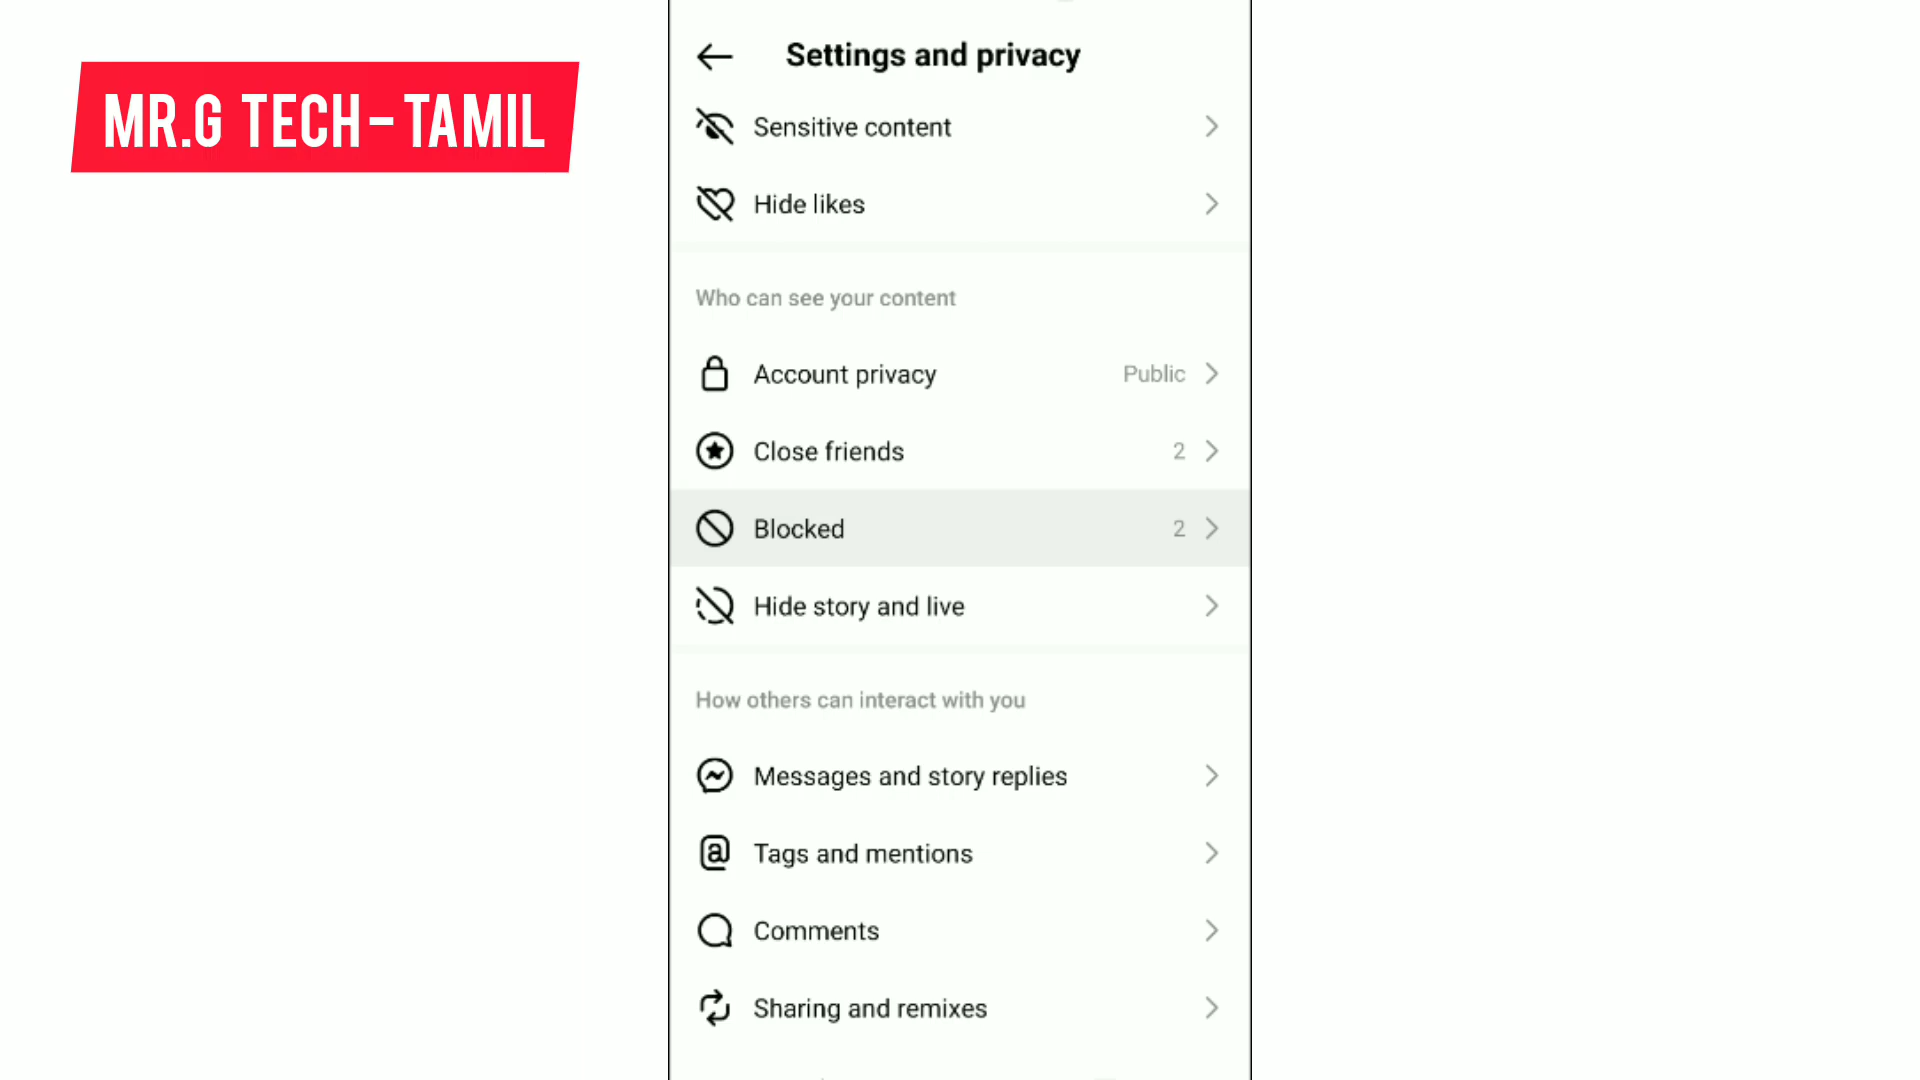 MR.G TECH-TAMIL
Settings and privacy
Sensitive content
Hide likes
Who can see your content
Account privacy Public
Close friends 2
Blocked 2
Hide story and live
How others can interact with you
Messages and story replies
Tags and mentions
Comments
Sharing and remixes